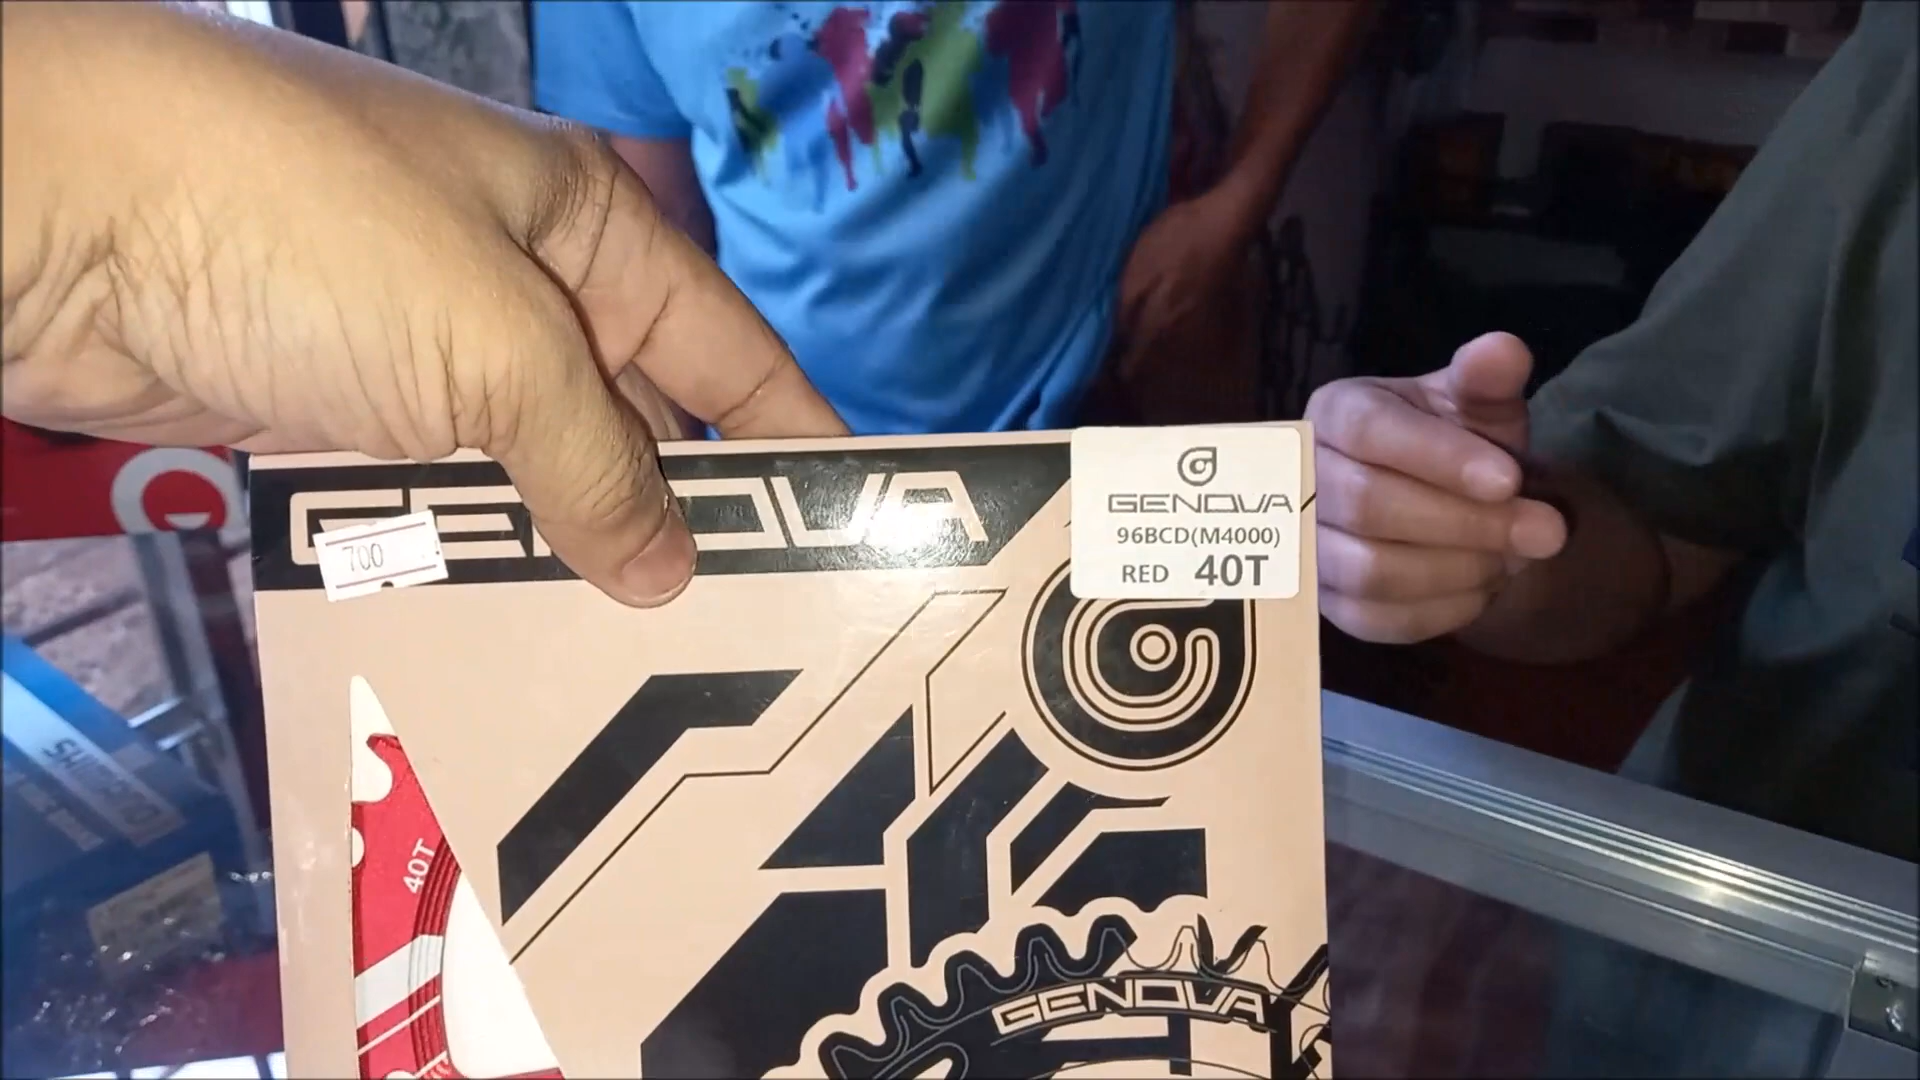 GENOVA
700
GENOVA
96BCD(M4000)
RED 40T
40T
GENOVA